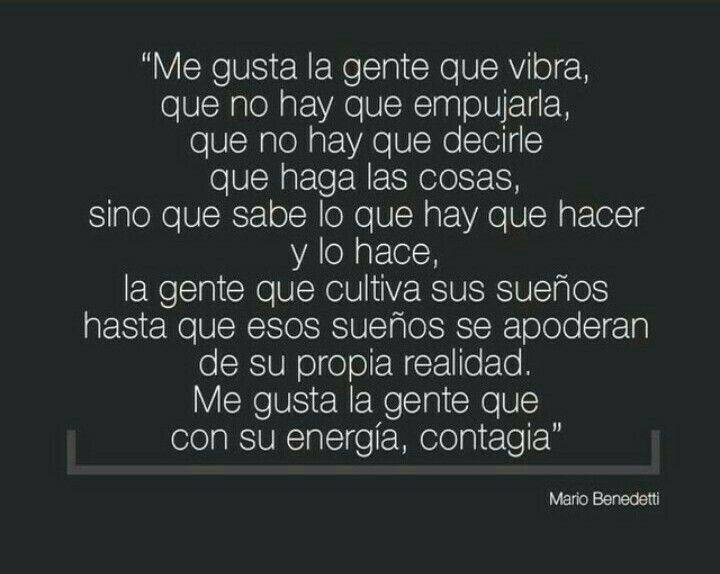 “Me gusta la gente que vibra,
que no hay que empujarla,
que no hay que decirle
que haga las cosas,
sino que sabe lo que hay que hacer
y lo hace,
la gente que cultiva sus sueños
hasta que esos sueños se apoderan
de su propia realidad.
Me gusta la gente que
con su energía, contagia”
Mario Benedetti